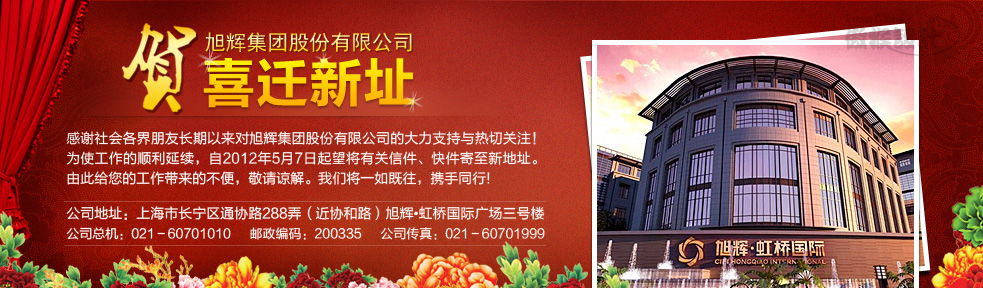 贺
旭辉集团股份有限公司
喜迁新址
感谢社会各界朋友长期以来对旭辉集团股份有限公司的大力支持与热切关注！
为使工作的顺利延续，自2012年5月7日起望将有关信件、快件寄至新地址。
由此给您的工作带来的不便，敬请谅解。我们将一如既往，携手同行!
公司地址：上海市长宁区通协路288弄（近协和路）旭辉•虹桥国际广场三号楼
公司总机：021－60701010 邮政编码：200335 公司传真：021－60701999
旭辉·虹桥国际
CIFI HONGQIAO INTERNATIONAL